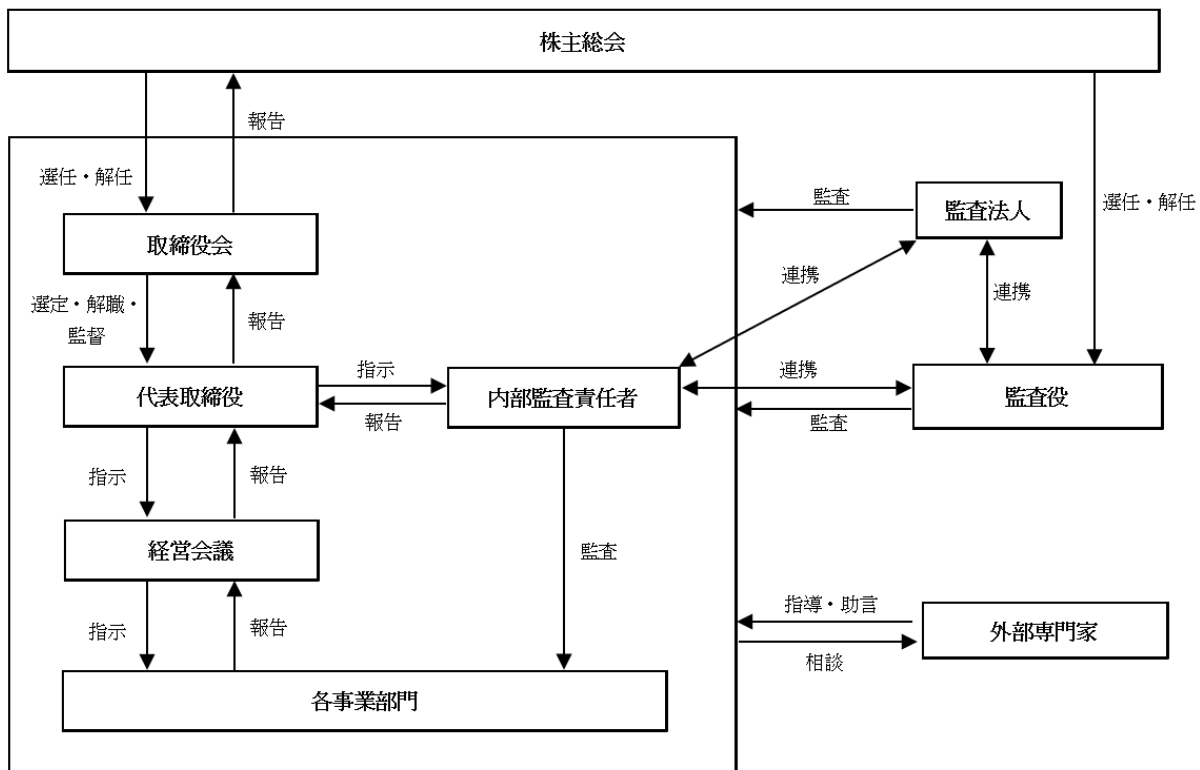 株主総会
報告
選任・解任
監査
監査法人
選任・解任
取締役会
連携
連携
選定・解職・
監督
報告
指示
連携
代表取締役
内部監査責任者
監査役
報告
監査
指示
報告
経営会議
監査
指示
報告
指導・助言
外部専門家
相談
各事業部門